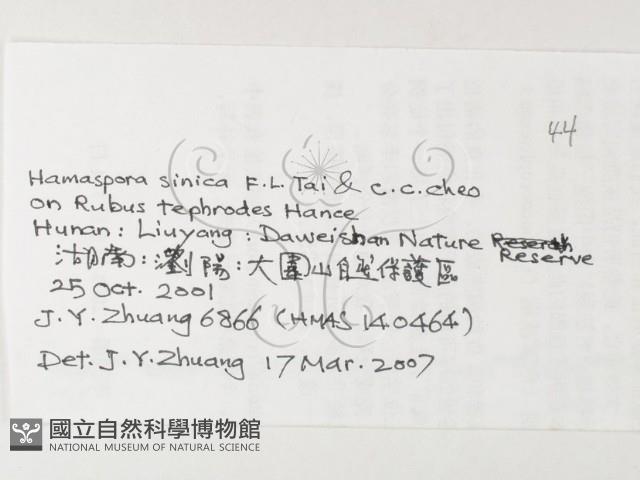 44
Hamaspora sinica F.L.Tai & C.C.Cheo
on Rubus tephrodes Hance
Hunan: Liuyang: Daweishan Nature Reserve
湖南:瀏陽:大圍山自然保護區
25 Oct. 2001
J.Y.Zhuang 6866 (HMAS 140464)
Det. J.Y.Zhuang 17 Mar. 2007
國立自然科學博物館
NATIONAL MUSEUM OF NATURAL SCIENCE